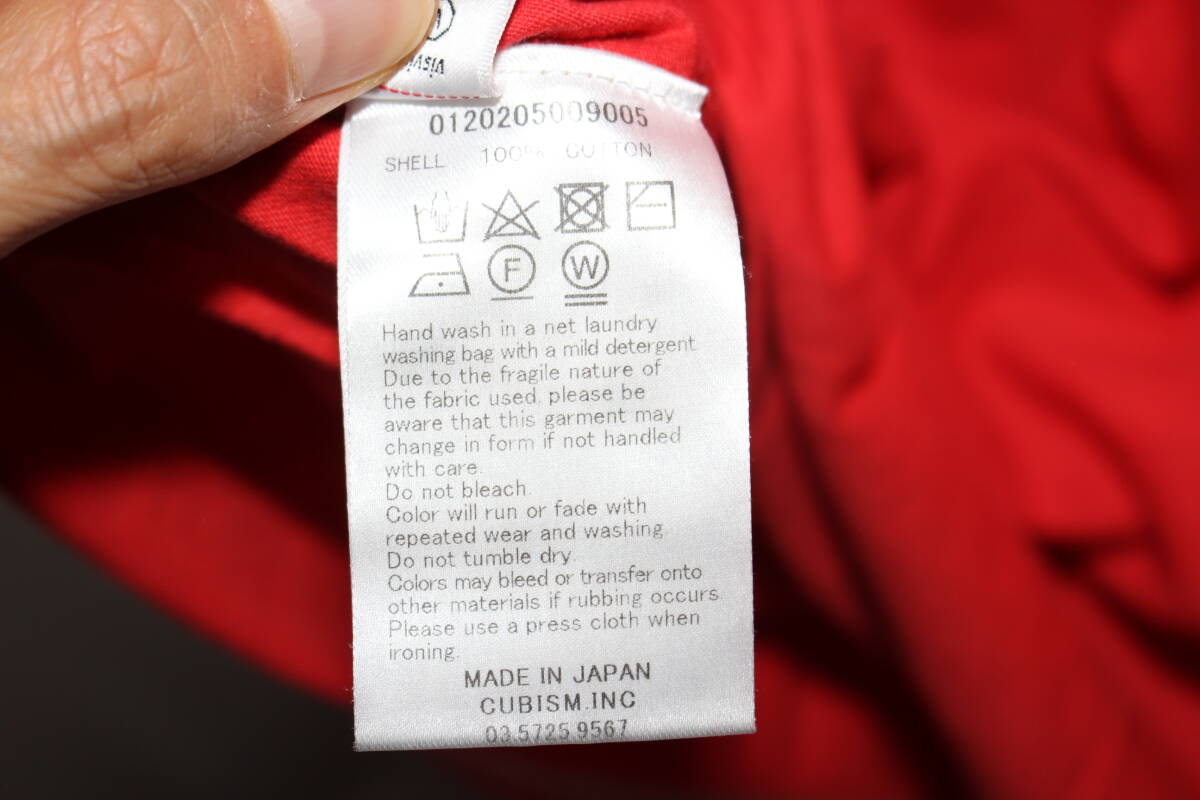 0120205009005
SHELL 100% COTTON
F W
Hand wash in a net laundry
washing bag with a mild detergent
Due to the fragile nature of
the fabric used, please be
aware that this garment may
change in form if not handled
with care.
Do not bleach.
Color will run or fade with
repeated wear and washing
Do not tumble dry.
Colors may bleed or transfer onto
other materials if rubbing occurs
Please use a press cloth when
ironing.
MADE IN JAPAN
CUBISM.INC
03.5725.9567